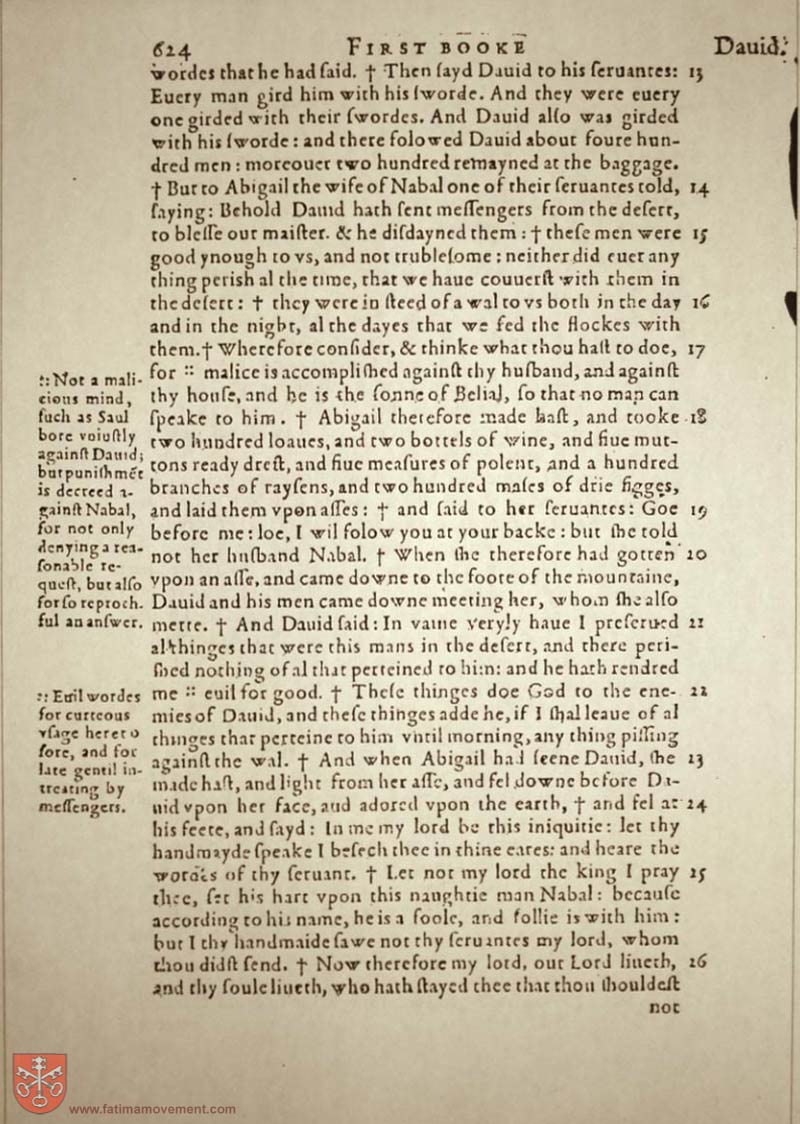 624 FIRST BOOKE Dauid.
wordes that he had ſaid. † Then ſayd Dauid to his ſeruantes: 13
Euery man gird him with his ſworde. And they were euery
one girded with their ſwordes. And Dauid alſo was girded
with his ſworde: and there folowed Dauid about foure hun-
dred men: moreouer two hundred remayned at the baggage.
† But to Abigail the wife of Nabal one of their ſeruantes told, 14
ſaying: Behold Dauid hath ſent meſſengers from the deſert,
to bleſſe our maiſter. & he diſdayned them: † theſe men were 15
good ynough to vs, and not trubleſome: neither did euer any
thing perish al the time, that we haue couuerſt with them in
the deſert: † they were in ſteed of a wal to vs both in the day 16
and in the night, al the dayes that we fed the flockes with
them. † Wherefore conſider, & thinke what thou haſt to doe, 17
for :: malice is accomplished againſt thy huſband, and againſt
thy houſe, and he is the ſonne of Belial, ſo that no man can
ſpeake to him. † Abigail therefore made haſt, and tooke 18
two hundred loaues, and two bottels of wine, and fiue mut-
tons ready dreſt, and fiue meaſures of polent, and a hundred
branches of rayſens, and two hundred maſes of drie figges,
and laid them vpon aſſes: † and ſaid to her ſeruantes: Goe 19
before me: loe, I wil folow you at your backe: but she told
not her huſband Nabal. † When she therefore had gotten 20
vpon an aſſe, and came downe to the foote of the mountaine,
Dauid and his men came downe meeting her, whom she alſo
mette. † And Dauid ſaid: In vaine veryly haue I preſerued 21
al thinges that were this mans in the deſert, and there peri-
shed nothing of al that perteined to him: and he hath rendred
me :: euil for good. † Theſe thinges doe God to the ene- 22
mies of Dauid, and theſe thinges adde he, if I shal leaue of al
thinges that perteine to him vntil morning, any thing piſſing
againſt the wal. † And when Abigail had ſeene Dauid, she 23
made haſt, and light from her aſſe, and fel downe before Da-
uid vpon her face, and adored vpon the earth, † and fel at 24
his feete, and ſayd: In me my lord be this iniquitie: let thy
handmayde ſpeake I beſech thee in thine eares: and heare the
wordes of thy ſeruant. † Let not my lord the king I pray 25
thee, ſet his hart vpon this naughtie man Nabal: becauſe
according to his name, he is a foole, and follie is with him:
but I thy handmaide ſawe not thy ſeruantes my lord, whom
thou didſt ſend. † Now therefore my lord, our Lord liueth, 26
and thy ſoule liueth, who hath ſtayed thee that thou shouldeſt
not
:: Not a mali-
cious mind,
ſuch as Saul
bore vniuſtly
againſt Dauid;
but punishmẽt
is decreed a-
gainſt Nabal,
for not only
denying a rea-
ſonable re-
queſt, but alſo
for ſo reproch-
ful an anſwer.
:: Euil wordes
for curteous
vſage hereto
fore, and for
late gentil in-
treating by
meſſengers.
www.fatimamovement.com